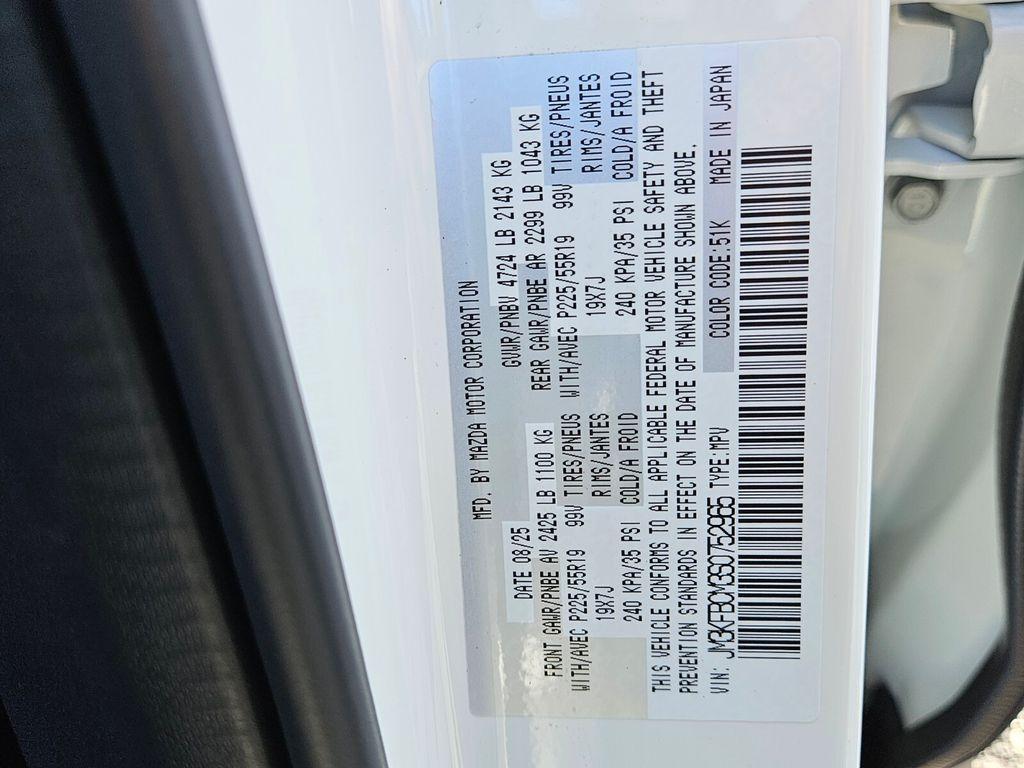 MFD. BY MAZDA MOTOR CORPORATION
DATE 08/25 GVWR/PNBV 4724 LB 2143 KG
FRONT GAWR/PNBE AV 2425 LB 1100 KG REAR GAWR/PNBE AR 2299 LB 1043 KG
WITH/AVEC P225/55R19 99V TIRES/PNEUS WITH/AVEC P225/55R19 99V TIRES/PNEUS
19X7J RIMS/JANTES 19X7J RIMS/JANTES
240 KPA/35 PSI COLD/A FROID 240 KPA/35 PSI COLD/A FROID
THIS VEHICLE CONFORMS TO ALL APPLICABLE FEDERAL MOTOR VEHICLE SAFETY AND THEFT
PREVENTION STANDARDS IN EFFECT ON THE DATE OF MANUFACTURE SHOWN ABOVE.
VIN: JM3KFBCM3S0752965 TYPE:MPV COLOR CODE:51K MADE IN JAPAN